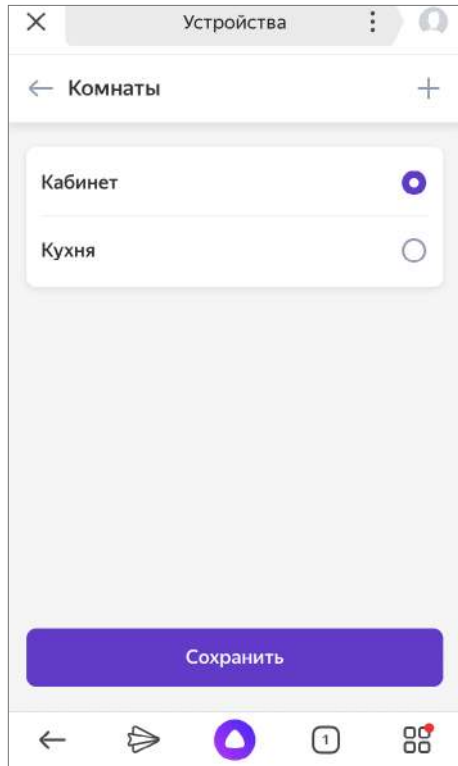 Устройства
Комнаты
Кабинет
Кухня
Сохранить
1